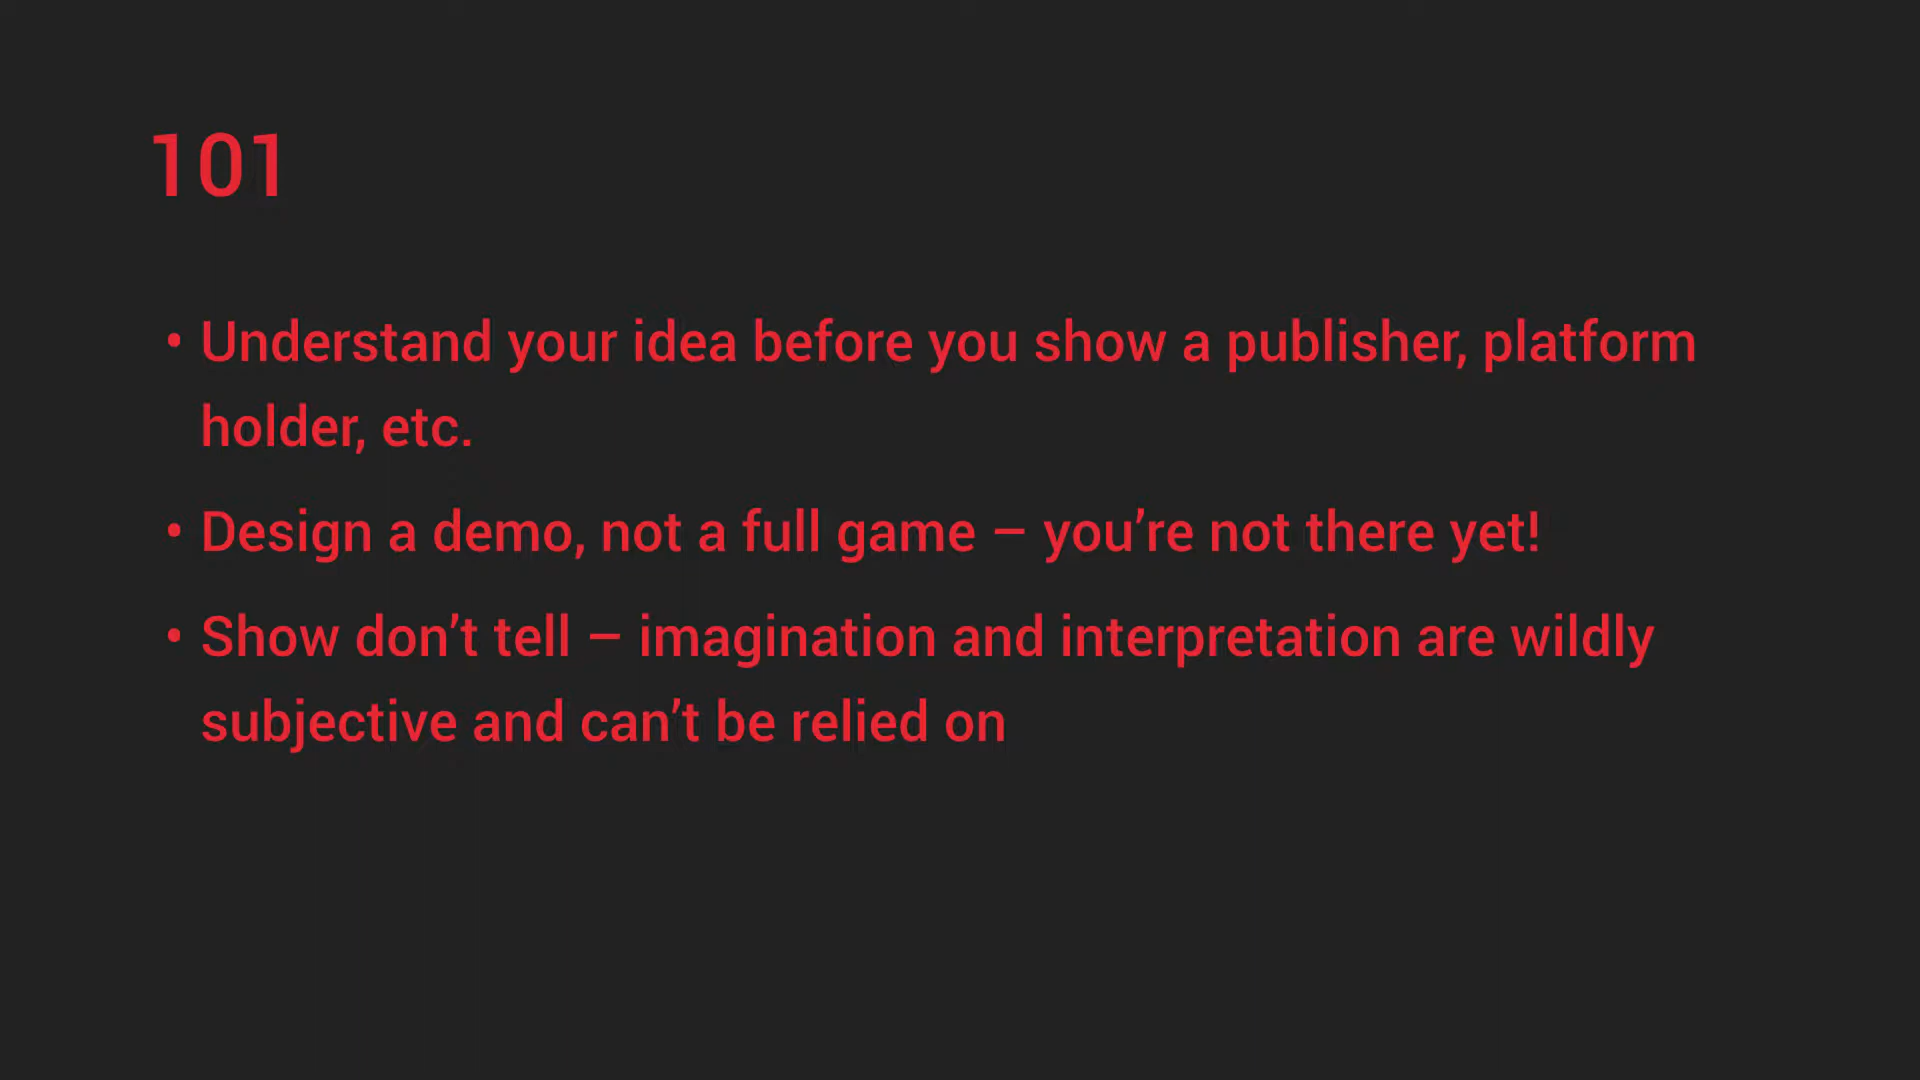 101
• Understand your idea before you show a publisher, platform
holder, etc.
• Design a demo, not a full game – you’re not there yet!
• Show don’t tell – imagination and interpretation are wildly
subjective and can’t be relied on